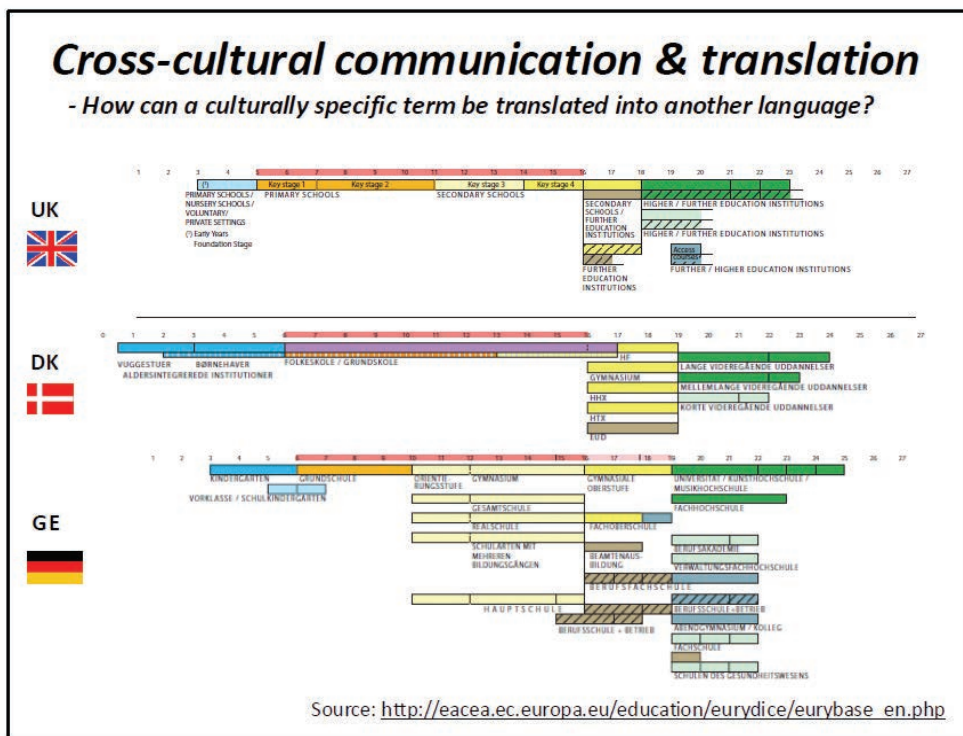 Cross-cultural communication & translation
- How can a culturally specific term be translated into another language?
1 2 3 4 5 6 7 8 9 10 11 12 13 14 15 16 17 18 19 20 21 22 23 24 25 26 27
(¹) Key stage 1 Key stage 2 Key stage 3 Key stage 4
PRIMARY SCHOOLS /
NURSERY SCHOOLS /
VOLUNTARY/
PRIVATE SETTINGS
(¹) Early Years
Foundation Stage
PRIMARY SCHOOLS
SECONDARY SCHOOLS
SECONDARY
SCHOOLS /
FURTHER
EDUCATION
INSTITUTIONS
HIGHER / FURTHER EDUCATION INSTITUTIONS
HIGHER / FURTHER EDUCATION INSTITUTIONS
Access
courses
FURTHER / HIGHER EDUCATION INSTITUTIONS
FURTHER
EDUCATION
INSTITUTIONS
UK
0 1 2 3 4 5 6 7 8 9 10 11 12 13 14 15 16 17 18 19 20 21 22 23 24 25 26 27
DK
VUGGESTUER
BØRNEHAVER
ALDERSINTEGREREDE INSTITUTIONER
FOLKESKOLE / GRUNDSKOLE
HF
GYMNASIUM
HHX
HTX
EUD
LANGE VIDEREGÅENDE UDDANNELSER
MELLEMLANGE VIDEREGÅENDE UDDANNELSER
KORTE VIDEREGÅENDE UDDANNELSER
1 2 3 4 5 6 7 8 9 10 11 12 13 14 15 16 17 18 19 20 21 22 23 24 25 26 27
GE
KINDERGARTEN
GRUNDSCHULE
VORKLASSE / SCHULKINDERGARTEN
ORIENTIE-
RUNGSSTUFE
GYMNASIUM
GYMNASIALE
OBERSTUFE
UNIVERSITÄT / KUNSTHOCHSCHULE /
MUSIKHOCHSCHULE
FACHHOCHSCHULE
GESAMTSCHULE
REALSCHULE
FACHOBERSCHULE
SCHULARTEN MIT
MEHREREN
BILDUNGSGÄNGEN
BEAMTENAUS-
BILDUNG
BERUFSAKADEMIE
VERWALTUNGSFACHHOCHSCHULE
BERUFSFACHSCHULE
HAUPTSCHULE
BERUFSSCHULE + BETRIEB
BERUFSSCHULE + BETRIEB
ABENDGYMNASIUM / KOLLEG
FACHSCHULE
SCHULEN DES GESUNDHEITSWESENS
Source: http://eacea.ec.europa.eu/education/eurydice/eurybase_en.php